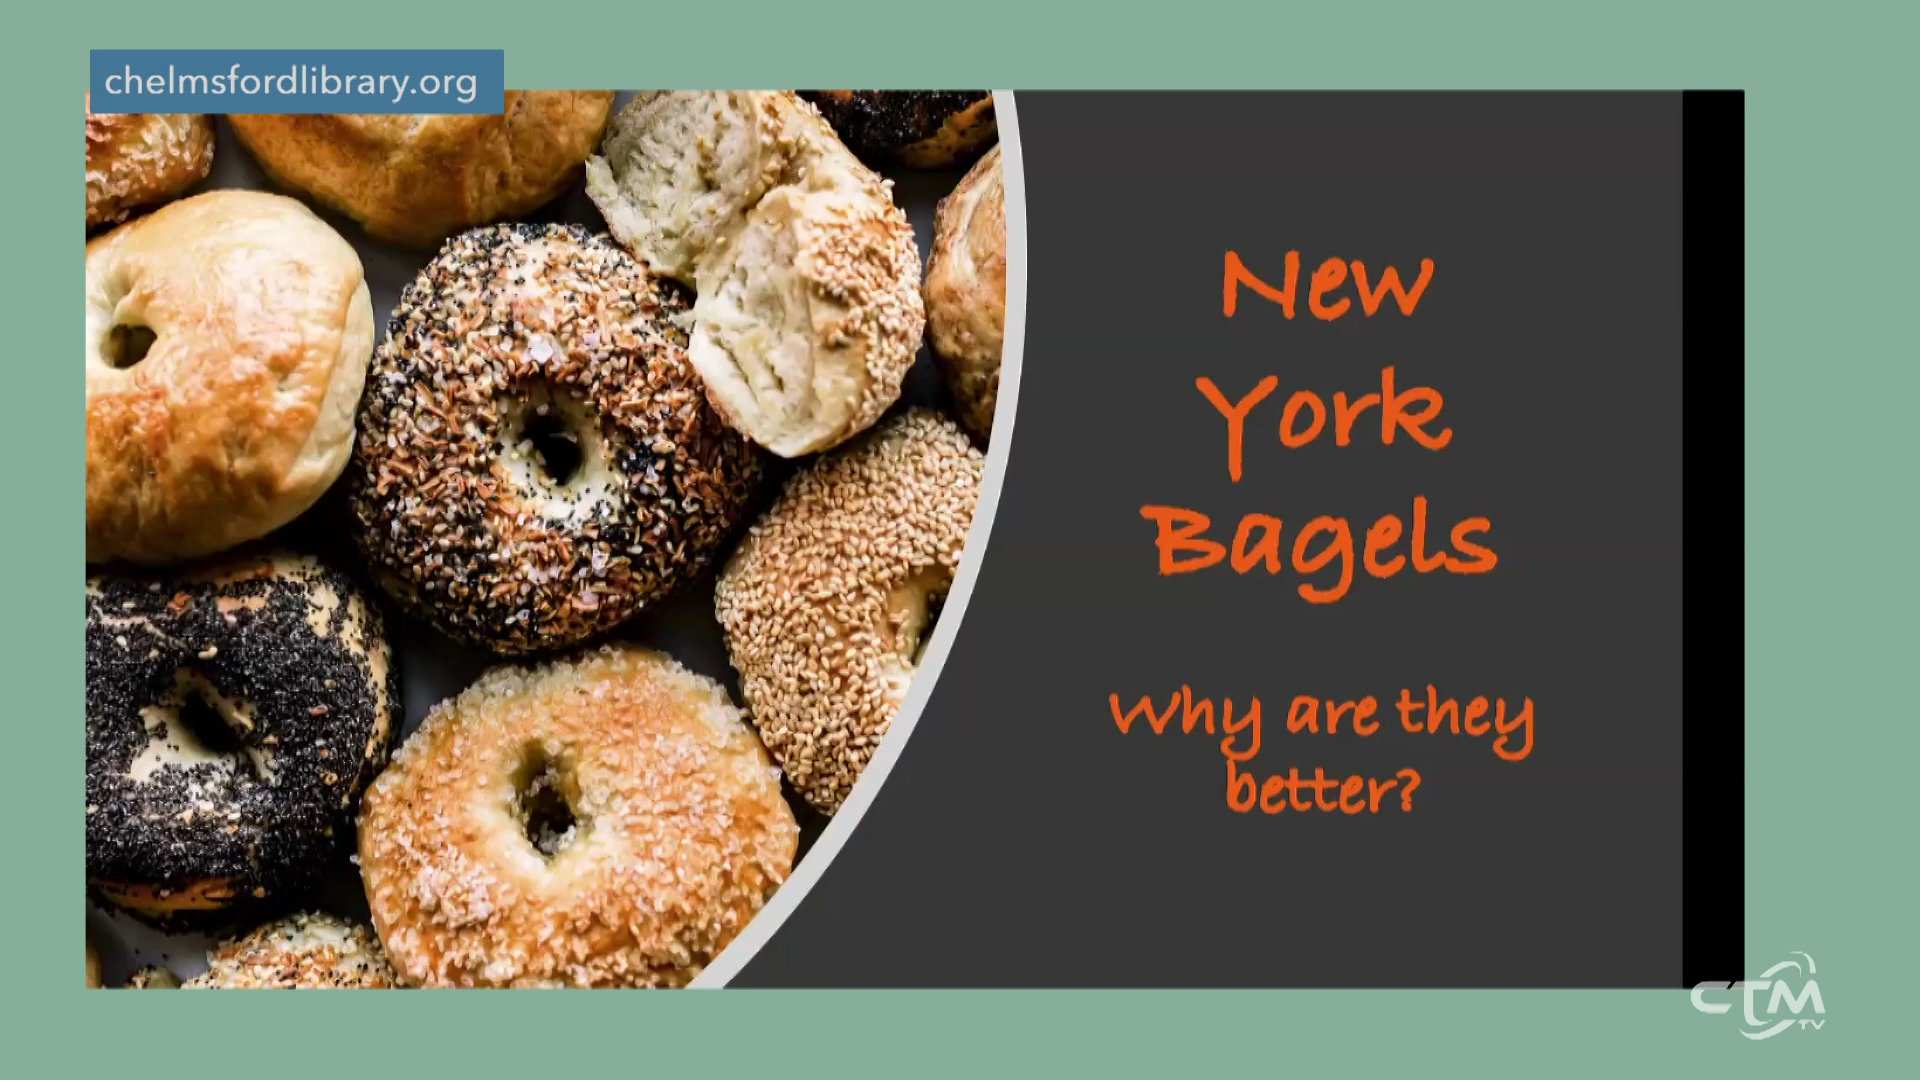 chelmsfordlibrary.org
New
York
Bagels
Why are they
better?
CTM
TV